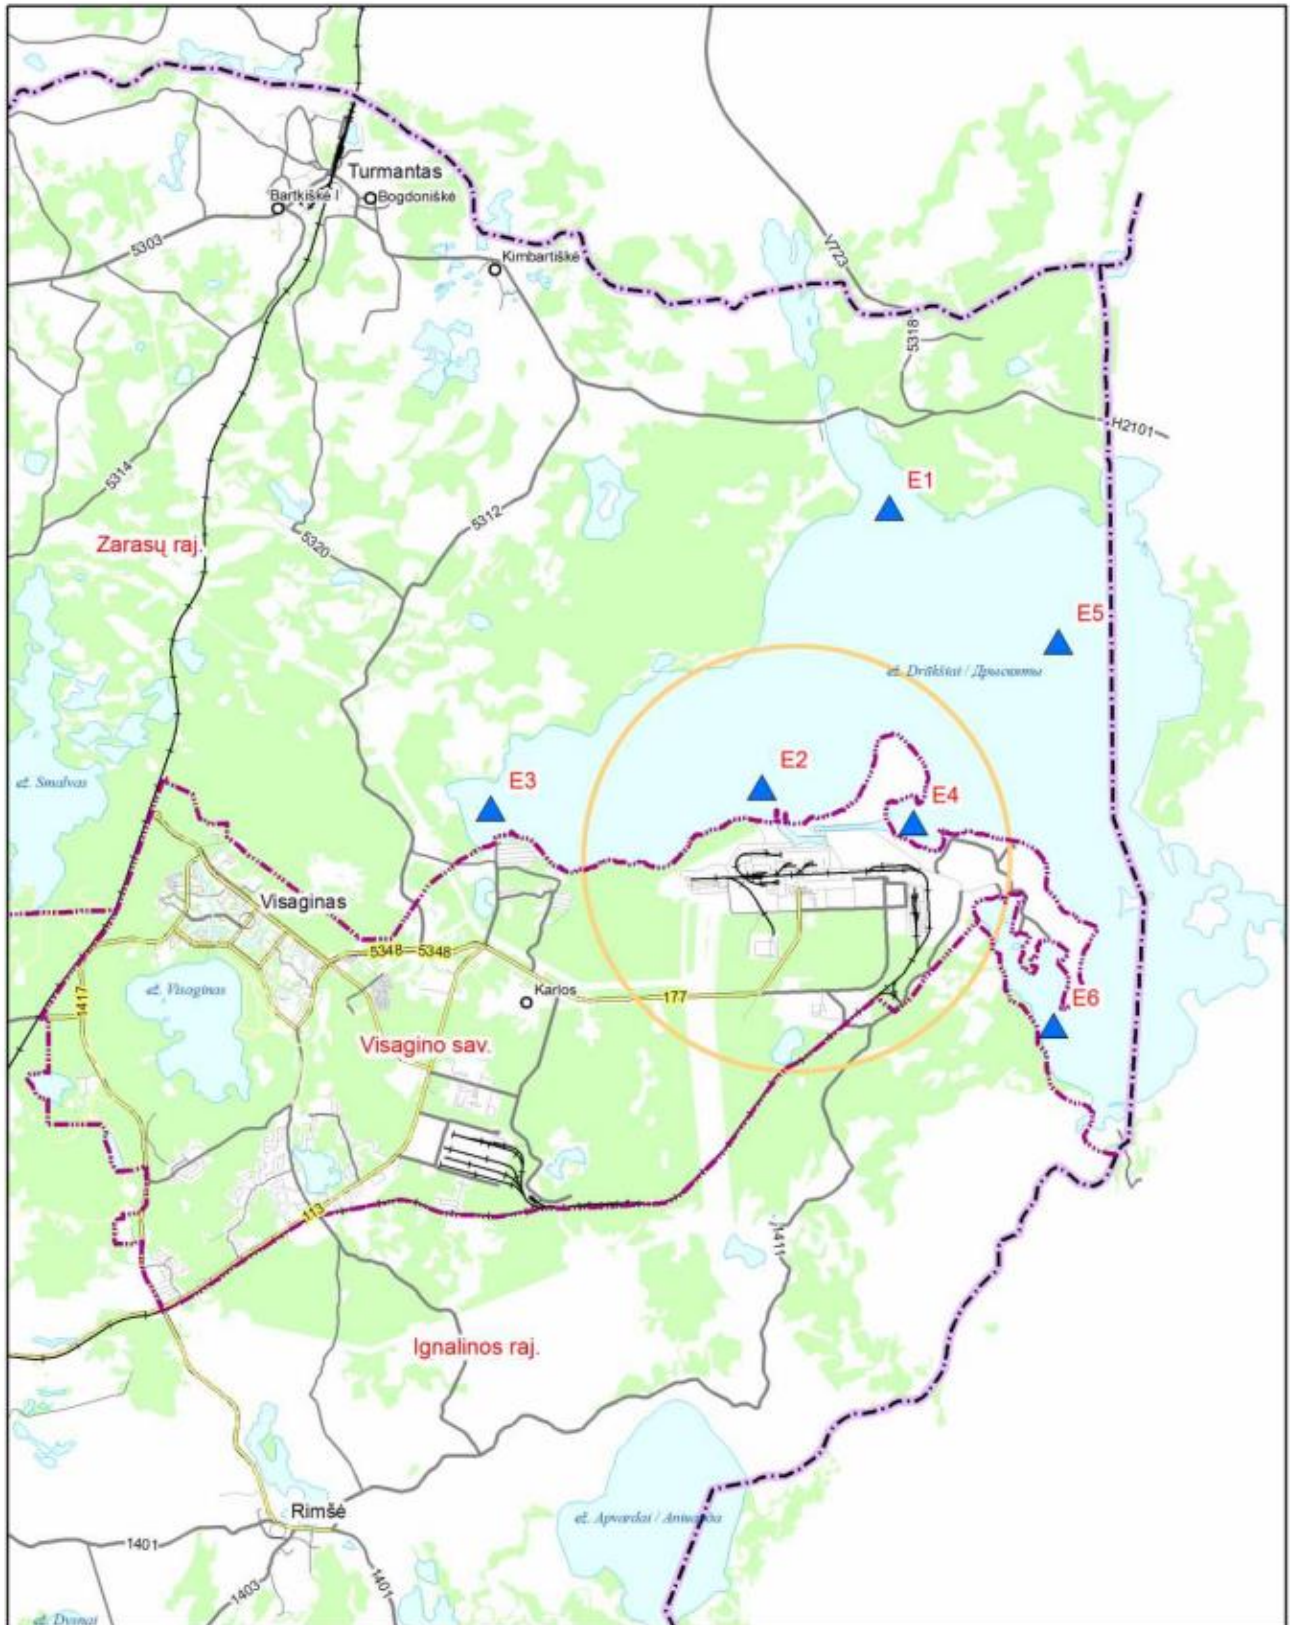 Turmantas
Bartkiškė I
Bogdoniškė
5303
Kimbartiškė
V723
5318
H2101
5314
E1
5312
Zarasų raj.
5320
E5
ež. Drūkšiai / Дрысвяты
ež. Smalvas
E3
E2
E4
Visaginas
5348
5348
ež. Visaginas
Karlos
177
1417
E6
Visagino sav.
113
1411
Ignalinos raj.
Rimšė
ež. Apvardai /
1401
1403
1401
ež. Dysnai